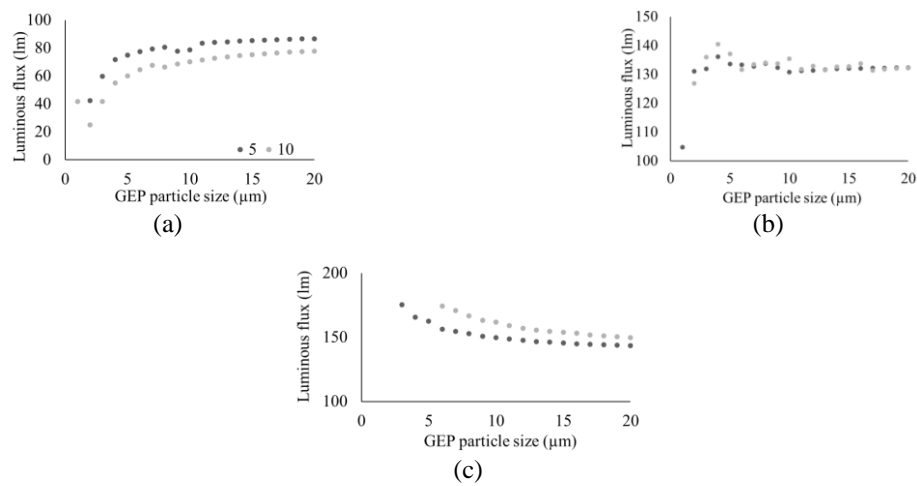 100
80
60
40
20
0
Luminous flux (lm)
0 5 10 15 20
GEP particle size (µm)
5 10
(a)
150
140
130
120
110
100
Luminous flux (lm)
0 5 10 15 20
GEP particle size (µm)
(b)
200
150
100
Luminous flux (lm)
0 5 10 15 20
GEP particle size (µm)
(c)